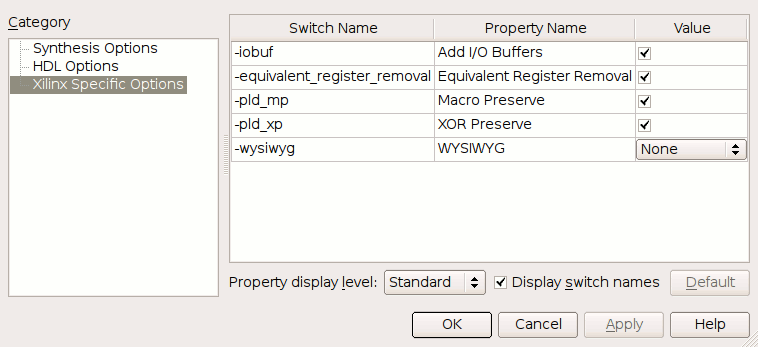 Category
Synthesis Options
HDL Options
Xilinx Specific Options
Switch Name Property Name Value
-iobuf Add I/O Buffers
-equivalent_register_removal Equivalent Register Removal
-pld_mp Macro Preserve
-pld_xp XOR Preserve
-wysiwyg WYSIWYG None
Property display level: Standard Display switch names Default
OK Cancel Apply Help